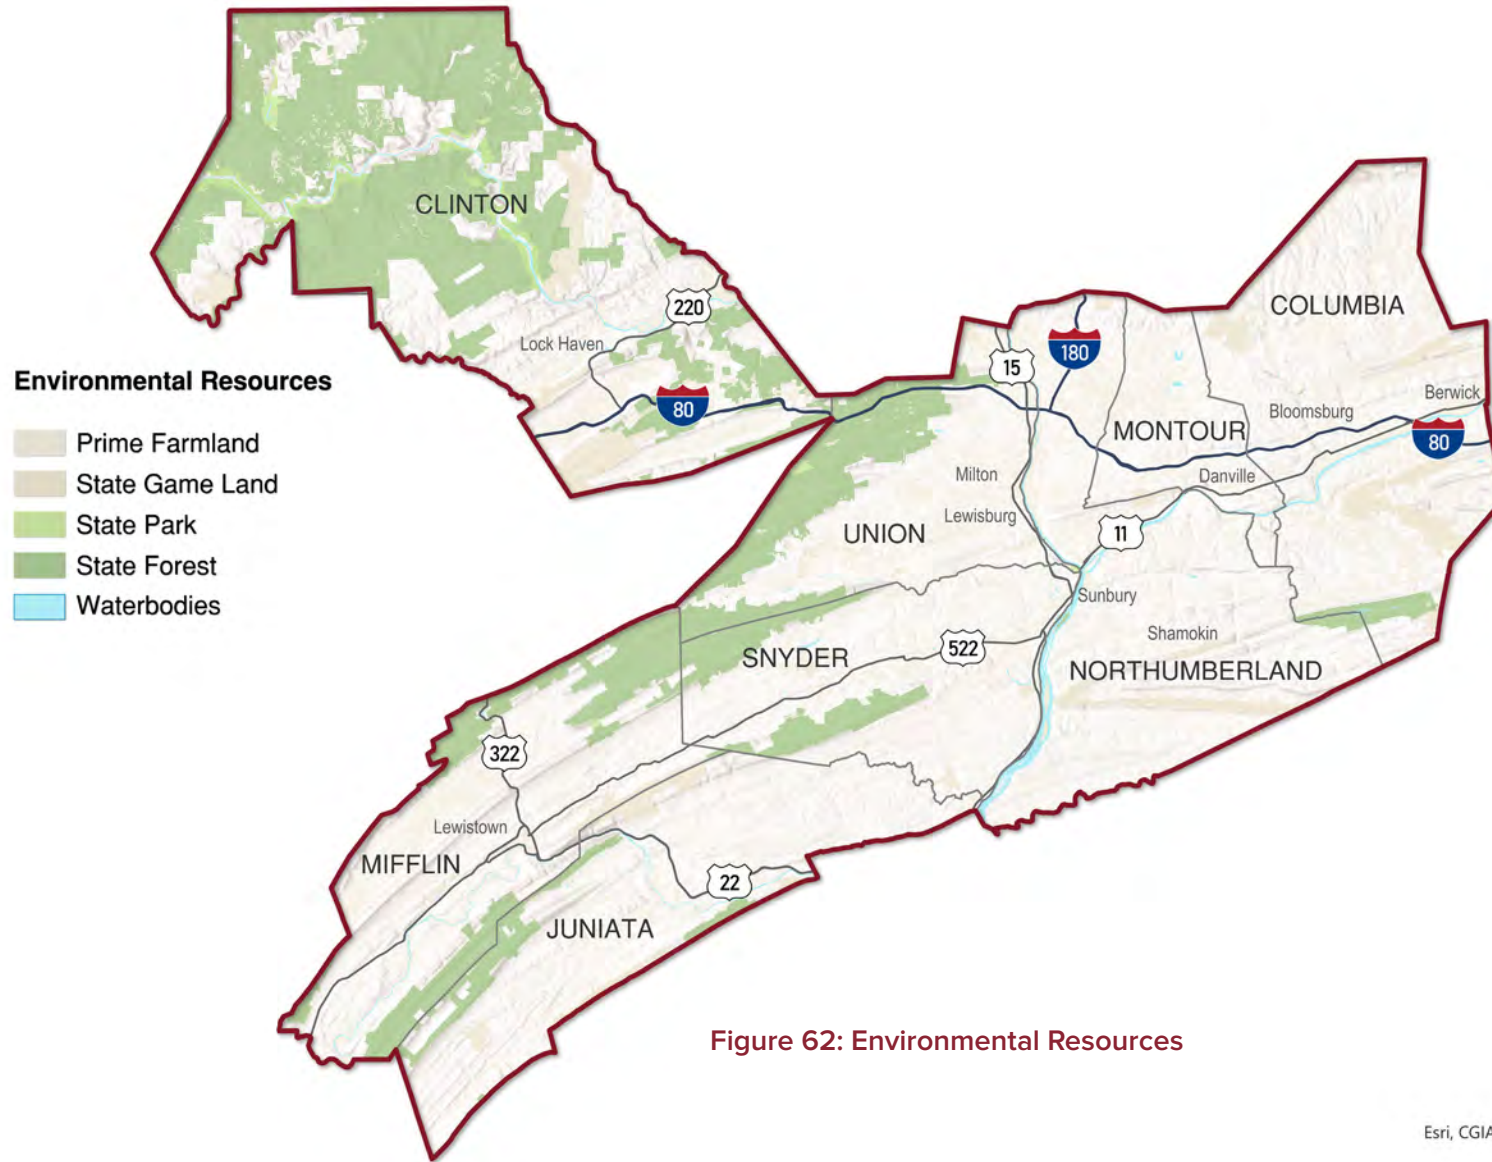 CLINTON
220
Lock Haven
80
Environmental Resources
Prime Farmland
State Game Land
State Park
State Forest
Waterbodies
COLUMBIA
180
15
Berwick
Bloomsburg
MONTOUR
80
Milton
Danville
Lewisburg
UNION
11
Sunbury
Shamokin
SNYDER
522
NORTHUMBERLAND
322
Lewistown
MIFFLIN
22
JUNIATA
Figure 62: Environmental Resources
Esri, CGIA